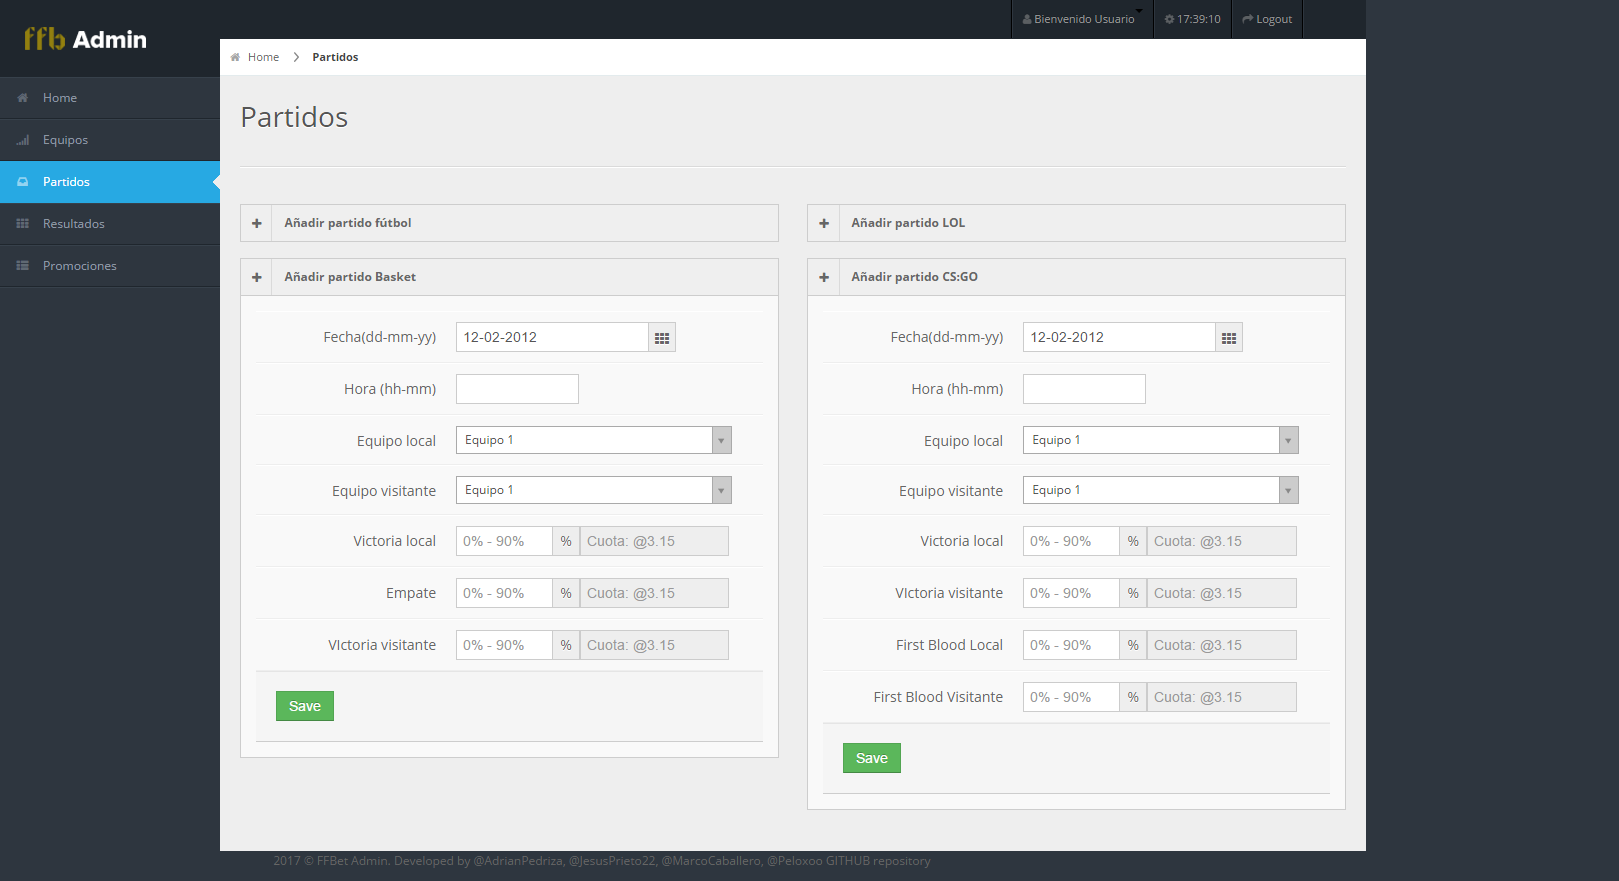 ffb Admin
Bienvenido Usuario
17:39:10
Logout
Home
Partidos
Home
Equipos
Partidos
Resultados
Promociones
Partidos
Añadir partido fútbol
Añadir partido LOL
Añadir partido Basket
Fecha(dd-mm-yy) 12-02-2012
Hora (hh-mm)
Equipo local Equipo 1
Equipo visitante Equipo 1
Victoria local 0% - 90% % Cuota: @3.15
Empate 0% - 90% % Cuota: @3.15
VIctoria visitante 0% - 90% % Cuota: @3.15
Save
Añadir partido CS:GO
Fecha(dd-mm-yy) 12-02-2012
Hora (hh-mm)
Equipo local Equipo 1
Equipo visitante Equipo 1
Victoria local 0% - 90% % Cuota: @3.15
VIctoria visitante 0% - 90% % Cuota: @3.15
First Blood Local 0% - 90% % Cuota: @3.15
First Blood Visitante 0% - 90% % Cuota: @3.15
Save
2017 © FFBet Admin. Developed by @AdrianPedriza, @JesusPrieto22, @MarcoCaballero, @Peloxoo GITHUB repository